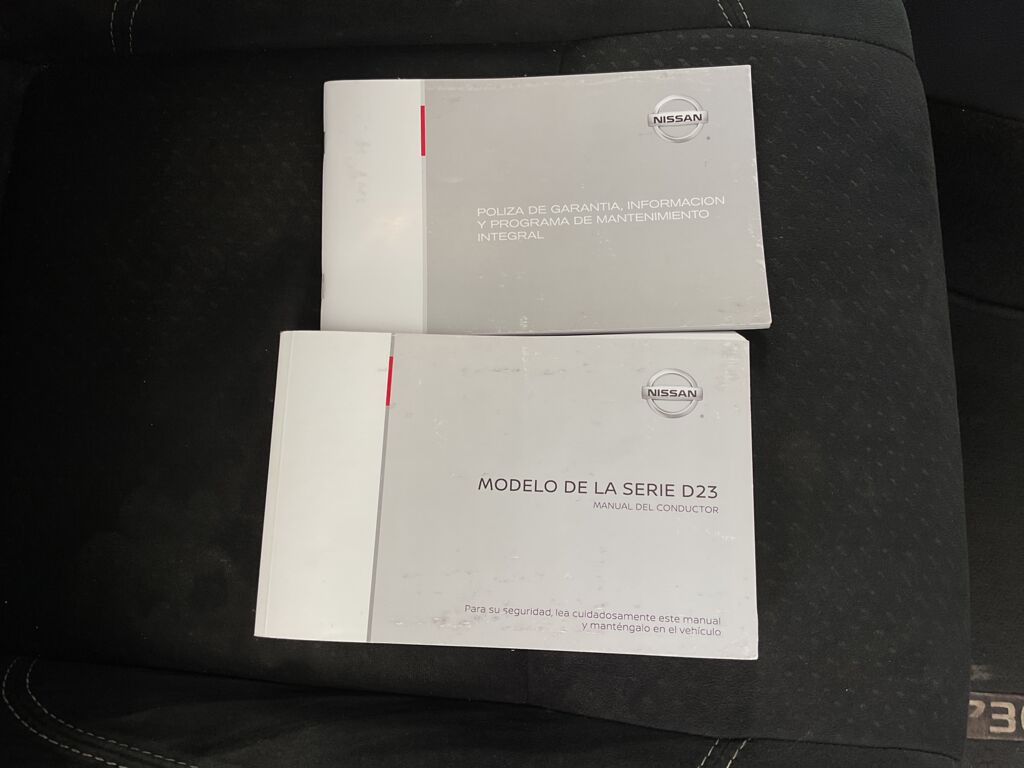 NISSAN
POLIZA DE GARANTIA, INFORMACION
Y PROGRAMA DE MANTENIMIENTO
INTEGRAL
NISSAN
MODELO DE LA SERIE D23
MANUAL DEL CONDUCTOR
Para su seguridad, lea cuidadosamente este manual
y manténgalo en el vehículo